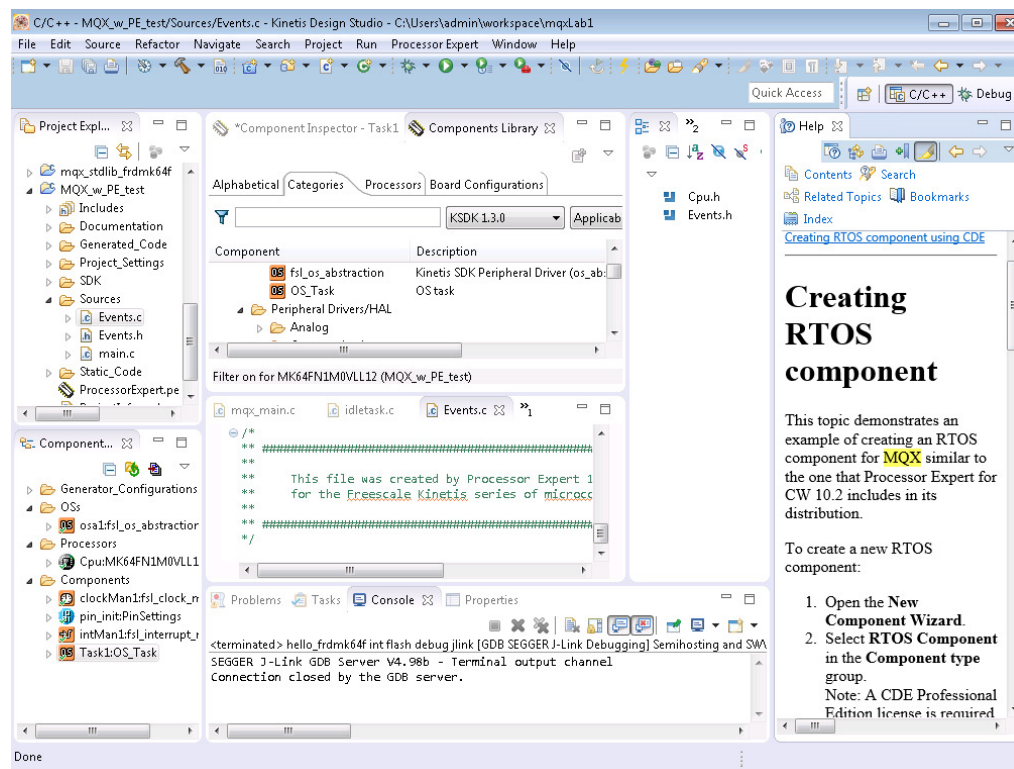 C/C++ - MQX_w_PE_test/Sources/Events.c - Kinetis Design Studio - C:\Users\admin\workspace\mqxLab1
File Edit Source Refactor Navigate Search Project Run Processor Expert Window Help
Quick Access C/C++ Debug
Project Expl...
mqx_stdlib_frdmk64f
MQX_w_PE_test
Includes
Documentation
Generated_Code
Project_Settings
SDK
Sources
Events.c
Events.h
main.c
Static_Code
ProcessorExpert.pe
Component...
Generator_Configurations
OSs
osa1:fsl_os_abstraction
Processors
Cpu:MK64FN1M0VLL1
Components
clockMan1:fsl_clock_m
pin_init:PinSettings
intMan1:fsl_interrupt_r
Task1:OS_Task
*Component Inspector - Task1 Components Library
Alphabetical Categories Processors Board Configurations
KSDK 1.3.0 Applicab
Component Description
fsl_os_abstraction Kinetis SDK Peripheral Driver (os_ab:
OS_Task OS task
Peripheral Drivers/HAL
Analog
Filter on for MK64FN1M0VLL12 (MQX_w_PE_test)
mqx_main.c idletask.c Events.c »1
/*
** ################################################
**
** This file was created by Processor Expert 1
** for the Freescale Kinetis series of microcc
**
** ################################################
*/
Problems Tasks Console Properties
<terminated> hello_frdmk64f int flash debug jlink [GDB SEGGER J-Link Debugging] Semihosting and SW\
SEGGER J-Link GDB Server V4.98b - Terminal output channel
Connection closed by the GDB server.
»2
Cpu.h
Events.h
Help
Contents Search
Related Topics Bookmarks
Index
Creating RTOS component using CDE
Creating
RTOS
component
This topic demonstrates an
example of creating an RTOS
component for MQX similar to
the one that Processor Expert for
CW 10.2 includes in its
distribution.
To create a new RTOS
component:
1. Open the New
Component Wizard.
2. Select RTOS Component
in the Component type
group.
Note: A CDE Professional
Edition license is required
Done